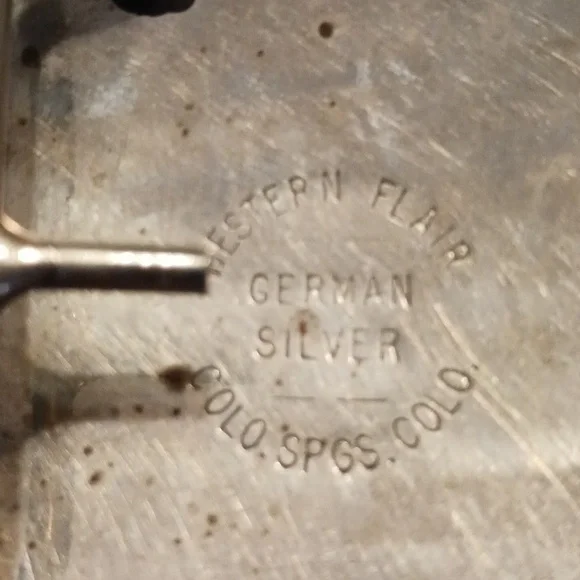 WESTERN FLAIR
GERMAN
SILVER
COLO. SPGS. COLO.